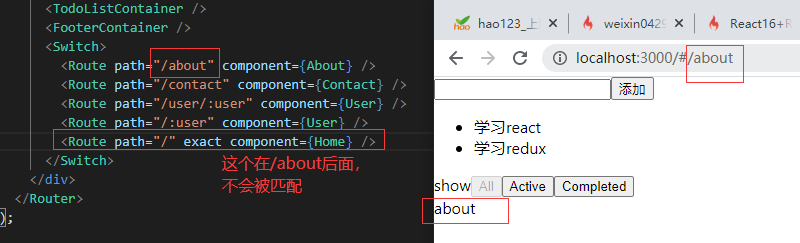 <TodoListContainer />
<FooterContainer />
<Switch>
<Route path="/about" component={About} />
<Route path="/contact" component={Contact} />
<Route path="/user/:user" component={User} />
<Route path="/:user" component={User} />
<Route path="/" exact component={Home} />
</Switch>
</div>
</Router>
);
这个在/about后面，
不会被匹配
hao123_上
weixin0429
React16+R
localhost:3000/#/about
添加
学习react
学习redux
show All Active Completed
about